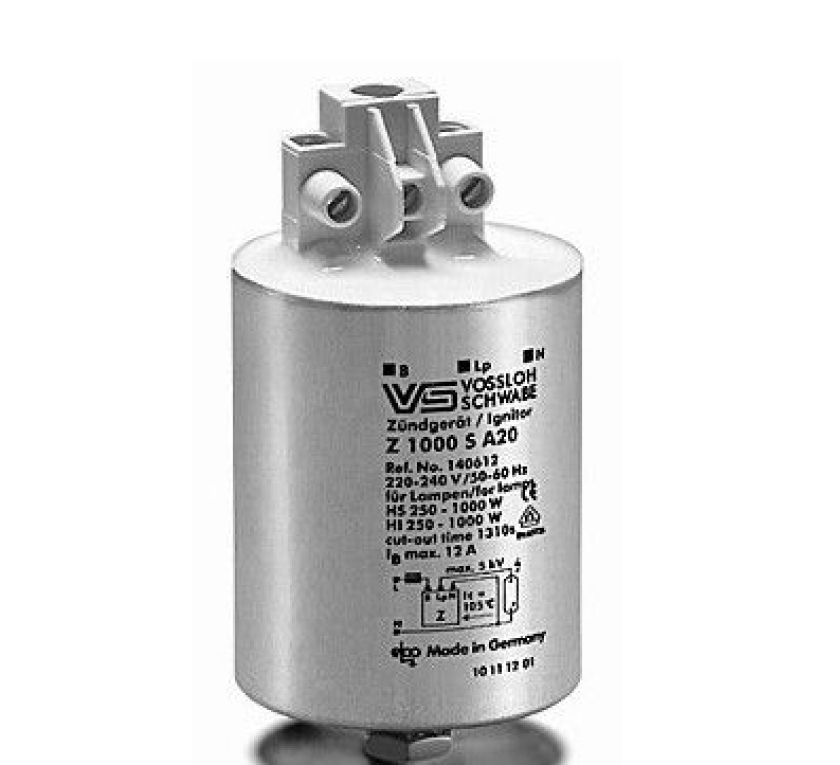 B Lp N
VS VOSSLOH
SCHWABE
Zündgerät / Ignitor
Z 1000 S A20
Ref. No. 140612
220-240 V/50-60 Hz
für Lampen/for lamps
HS 250 - 1000 W
HI 250 - 1000 W
cut-out time 1310s
IB max. 12 A
max. 5 kV
L
B Lp N
tc =
105°C
Z
N
Made in Germany
10 11 12 01